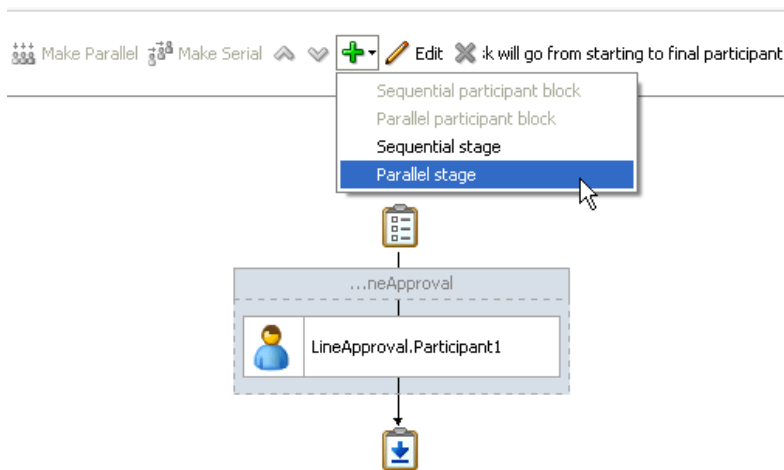 Make Parallel Make Serial Edit :k will go from starting to final participant
Sequential participant block
Parallel participant block
Sequential stage
Parallel stage
...neApproval
LineApproval.Participant1